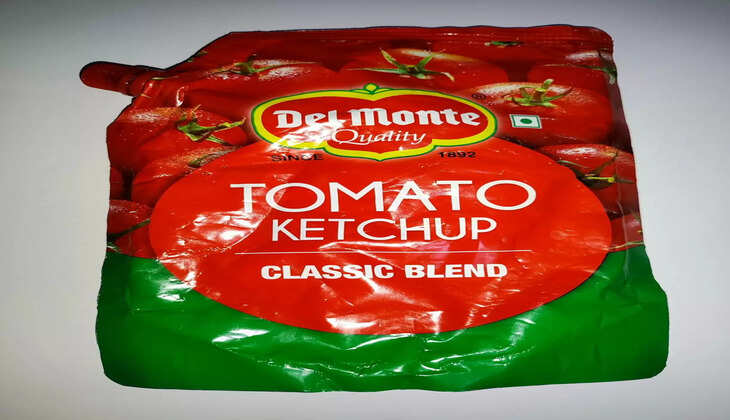 Del Monte
®
Quality
SINCE 1892
TOMATO
KETCHUP
CLASSIC BLEND